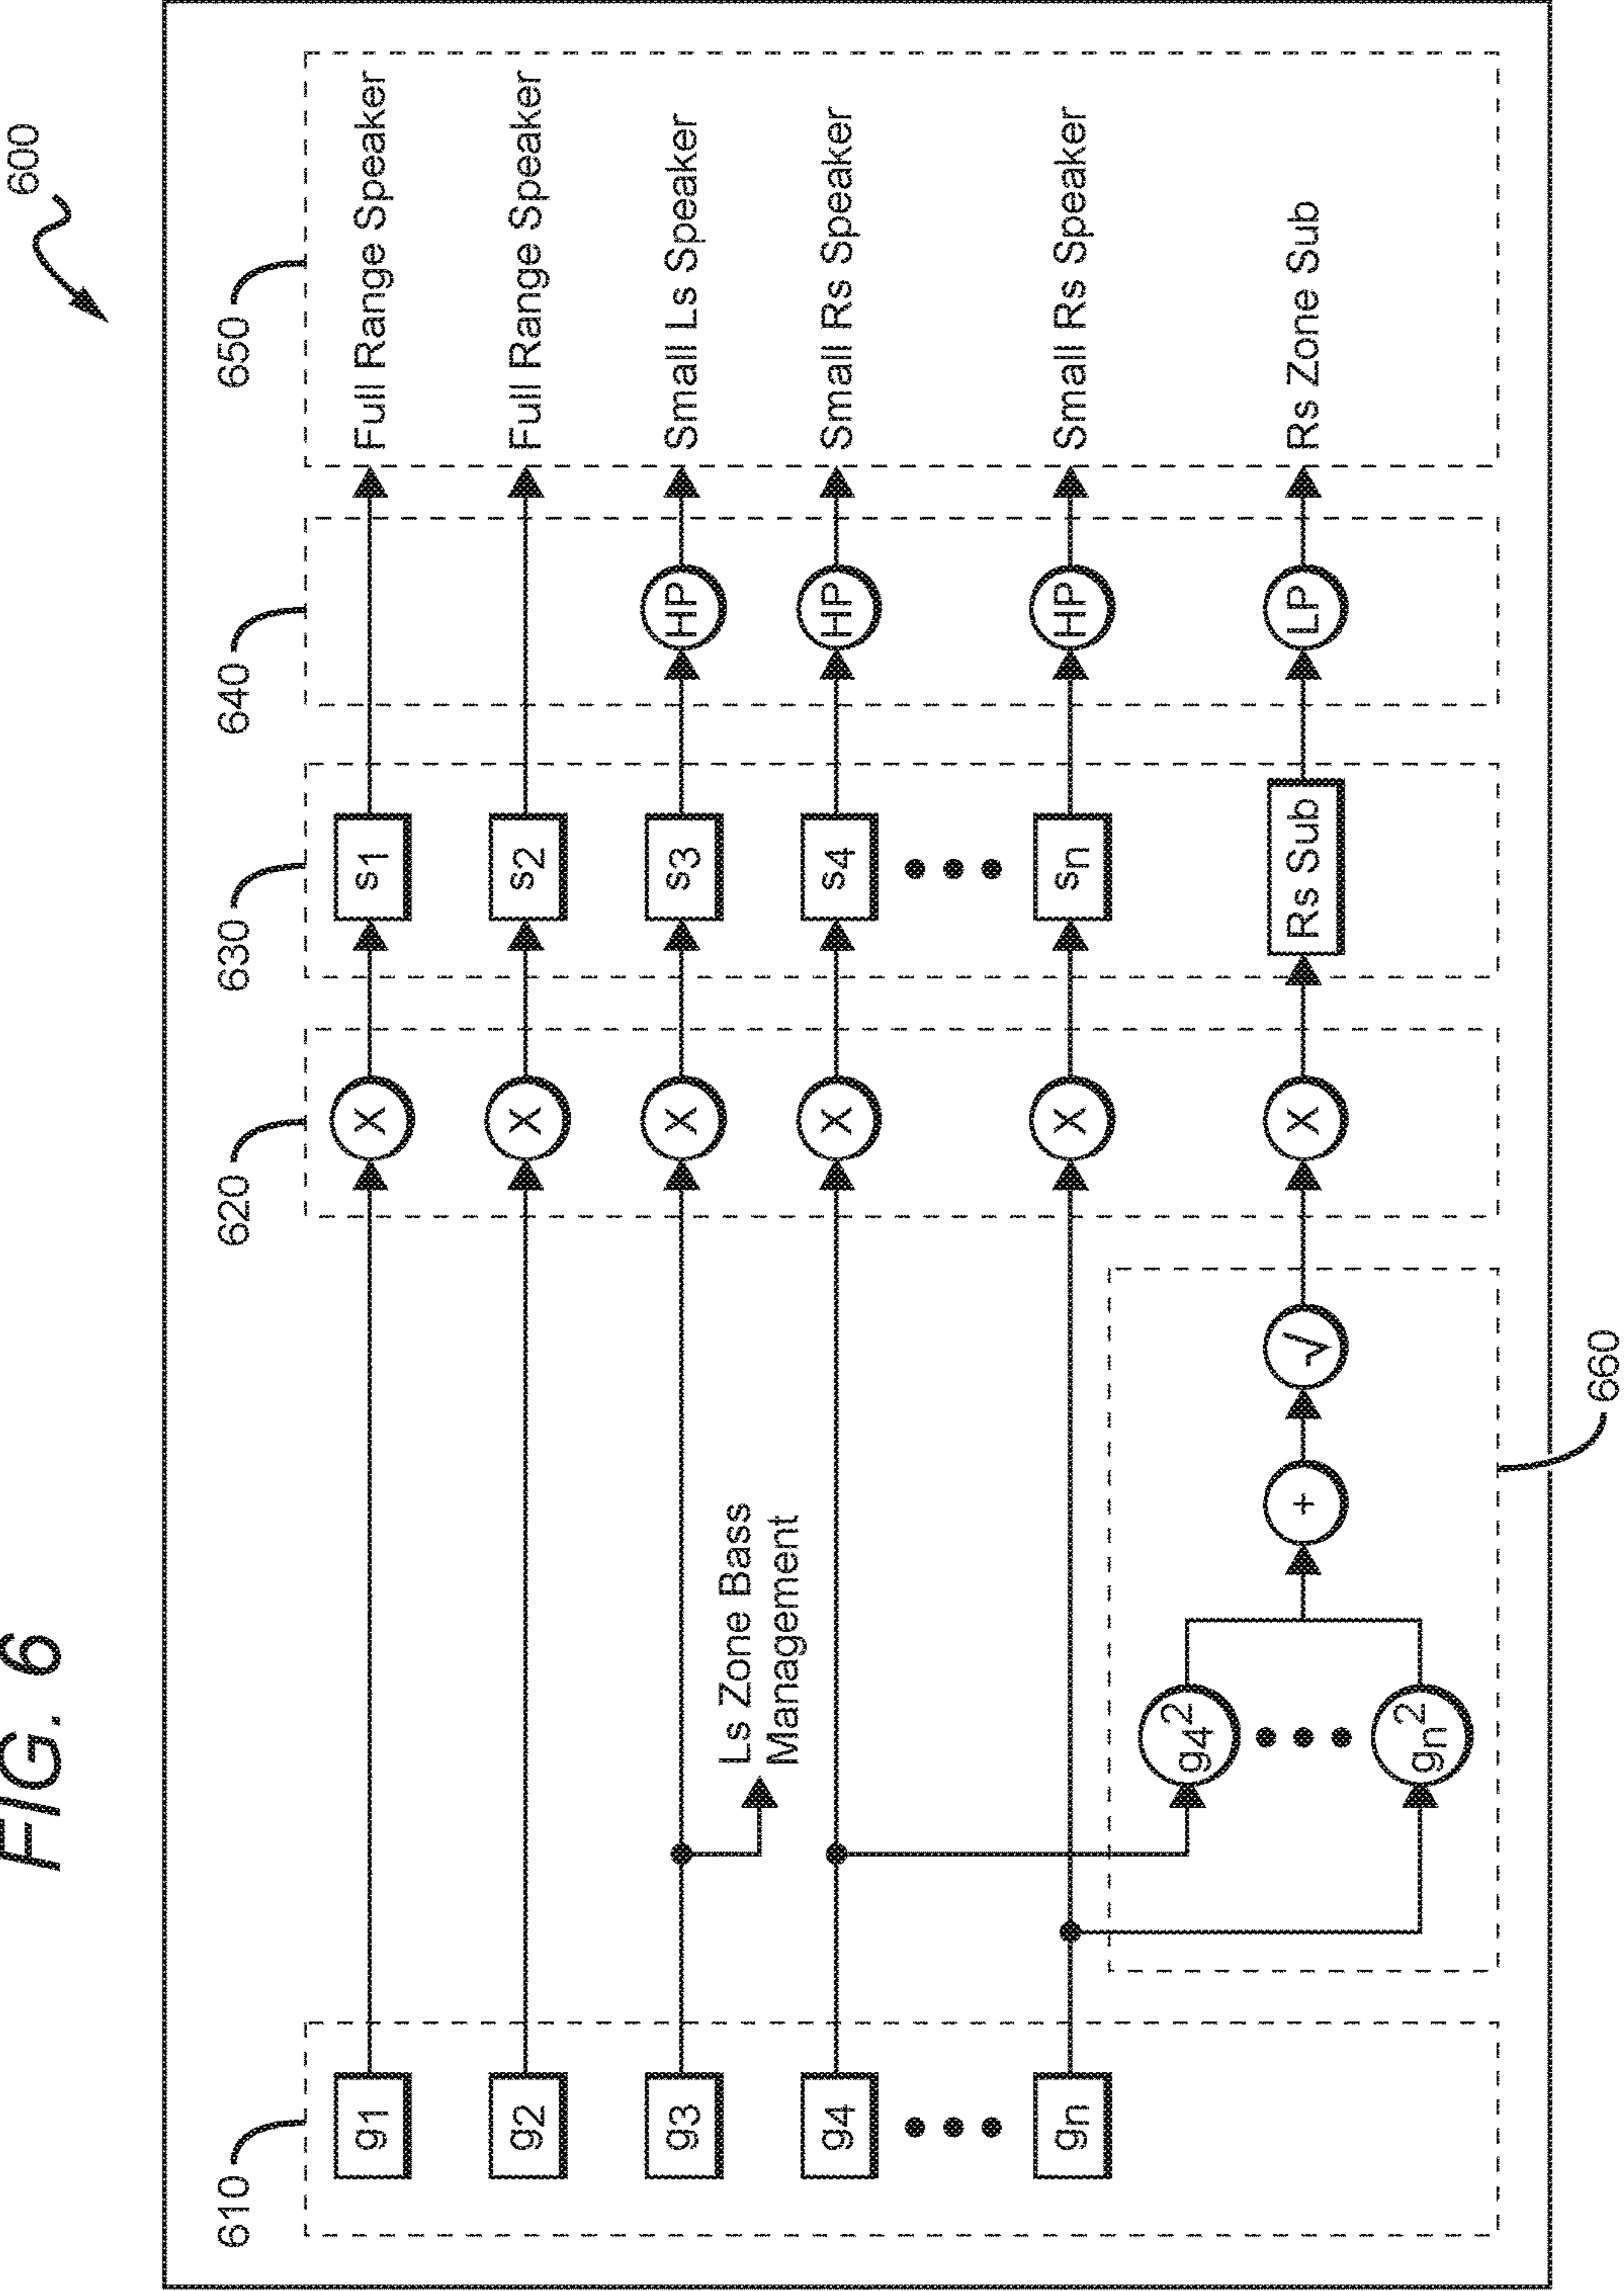 FIG. 6
600
610
620
630
640
650
g1
X
s1
Full Range Speaker
g2
X
s2
Full Range Speaker
g3
X
s3
HP
Small Ls Speaker
Ls Zone Bass
Management
g4
X
s4
HP
Small Rs Speaker
gn
X
sn
HP
Small Rs Speaker
g4²
gn²
+
√
X
Rs Sub
LP
Rs Zone Sub
660